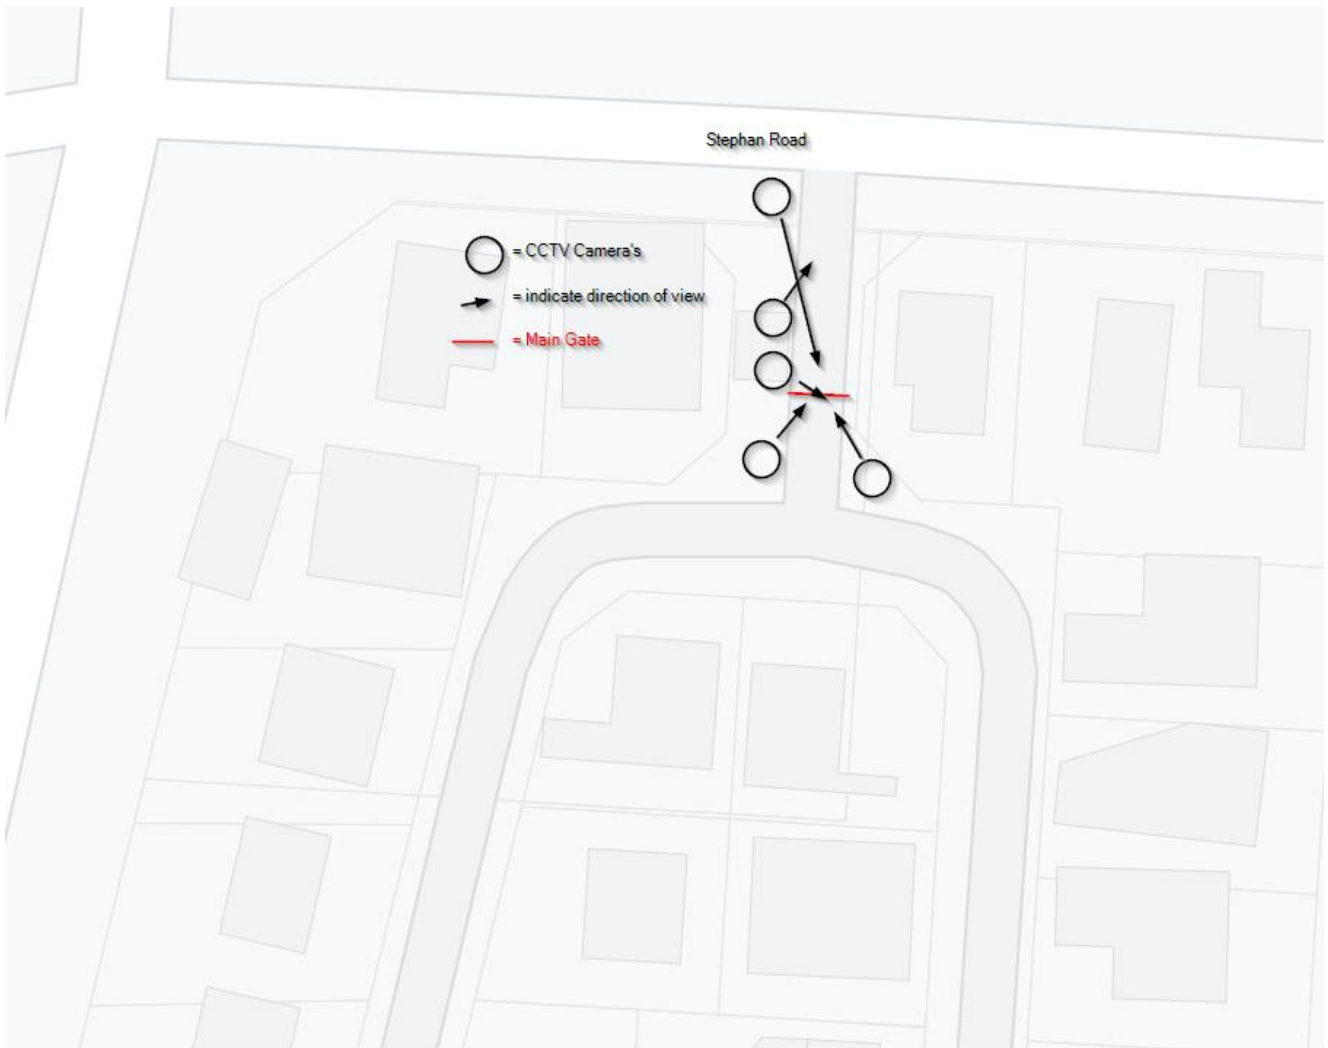 Stephan Road
= CCTV Camera's
= indicate direction of view
= Main Gate